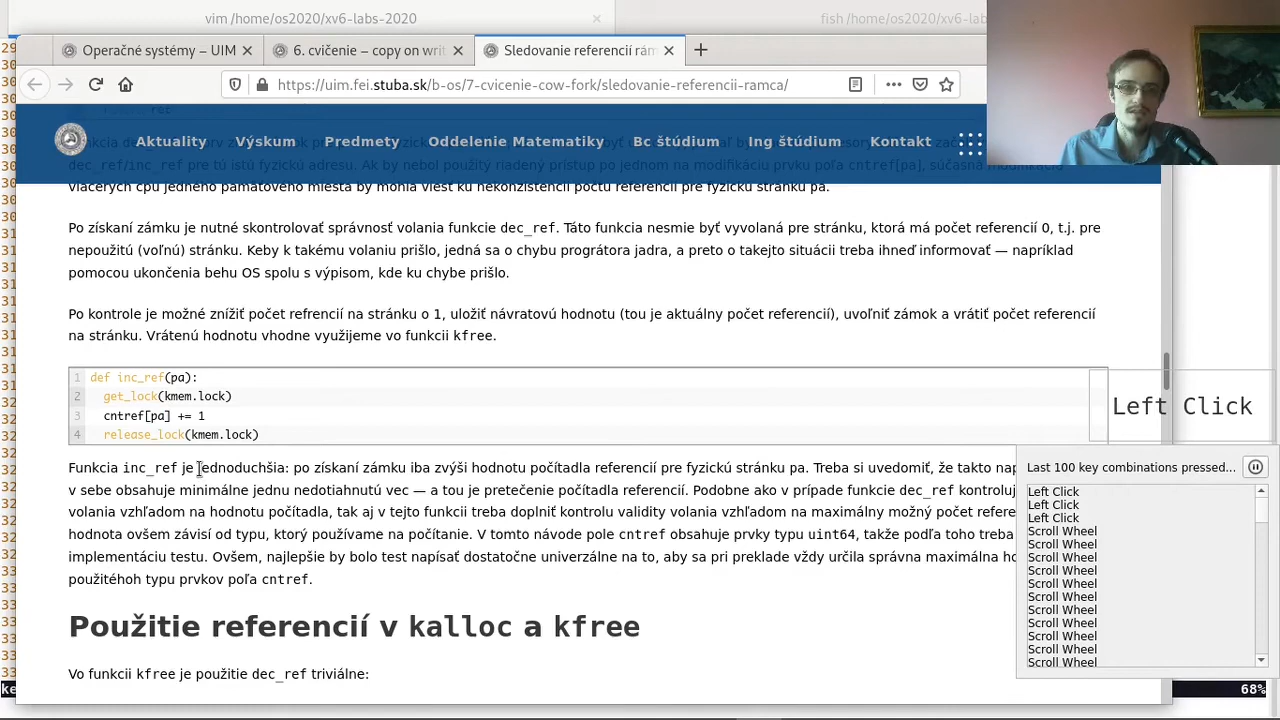 vim /home/os2020/xv6-labs-2020
fish /home/os2020/xv6-lab
Operačné systémy – UIM
6. cvičenie – copy on wri
Sledovanie referencií rám
https://uim.fei.stuba.sk/b-os/7-cvicenie-cow-fork/sledovanie-referencii-ramca/
Aktuality Výskum Predmety Oddelenie Matematiky Bc štúdium Ing štúdium Kontakt
viacerých cpu jedného pamäťového miesta by mohla viesť ku nekonzistencií počtu referencií pre fyzickú stránku pa.
Po získaní zámku je nutné skontrolovať správnosť volania funkcie dec_ref. Táto funkcia nesmie byť vyvolaná pre stránku, ktorá má počet referencií 0, t.j. pre
nepoužitú (voľnú) stránku. Keby k takému volaniu prišlo, jedná sa o chybu prográtora jadra, a preto o takejto situácii treba ihneď informovať — napríklad
pomocou ukončenia behu OS spolu s výpisom, kde ku chybe prišlo.
Po kontrole je možné znížiť počet refrencií na stránku o 1, uložiť návratovú hodnotu (tou je aktuálny počet referencií), uvoľniť zámok a vrátiť počet referencií
na stránku. Vrátenú hodnotu vhodne využijeme vo funkcii kfree.
1 def inc_ref(pa):
2 get_lock(kmem.lock)
3 cntref[pa] += 1
4 release_lock(kmem.lock)
Left Click
Funkcia inc_ref je jednoduchšia: po získaní zámku iba zvýši hodnotu počítadla referencií pre fyzickú stránku pa. Treba si uvedomiť, že takto nap
v sebe obsahuje minimálne jednu nedotiahnutú vec — a tou je pretečenie počítadla referencií. Podobne ako v prípade funkcie dec_ref kontroluj
volania vzhľadom na hodnotu počítadla, tak aj v tejto funkcii treba doplniť kontrolu validity volania vzhľadom na maximálny možný počet refere
hodnota ovšem závisí od typu, ktorý používáme na počítanie. V tomto návode pole cntref obsahuje prvky typu uint64, takže podľa toho treba
implementáciu testu. Ovšem, najlepšie by bolo test napísať dostatočne univerzálne na to, aby sa pri preklade vždy určila správna maximálna ho
použitéhoh typu prvkov poľa cntref.
Použitie referencií v kalloc a kfree
Vo funkcii kfree je použitie dec_ref triviálne:
Last 100 key combinations pressed...
Left Click
Left Click
Left Click
Scroll Wheel
Scroll Wheel
Scroll Wheel
Scroll Wheel
Scroll Wheel
Scroll Wheel
Scroll Wheel
Scroll Wheel
Scroll Wheel
Scroll Wheel
Scroll Wheel
68%